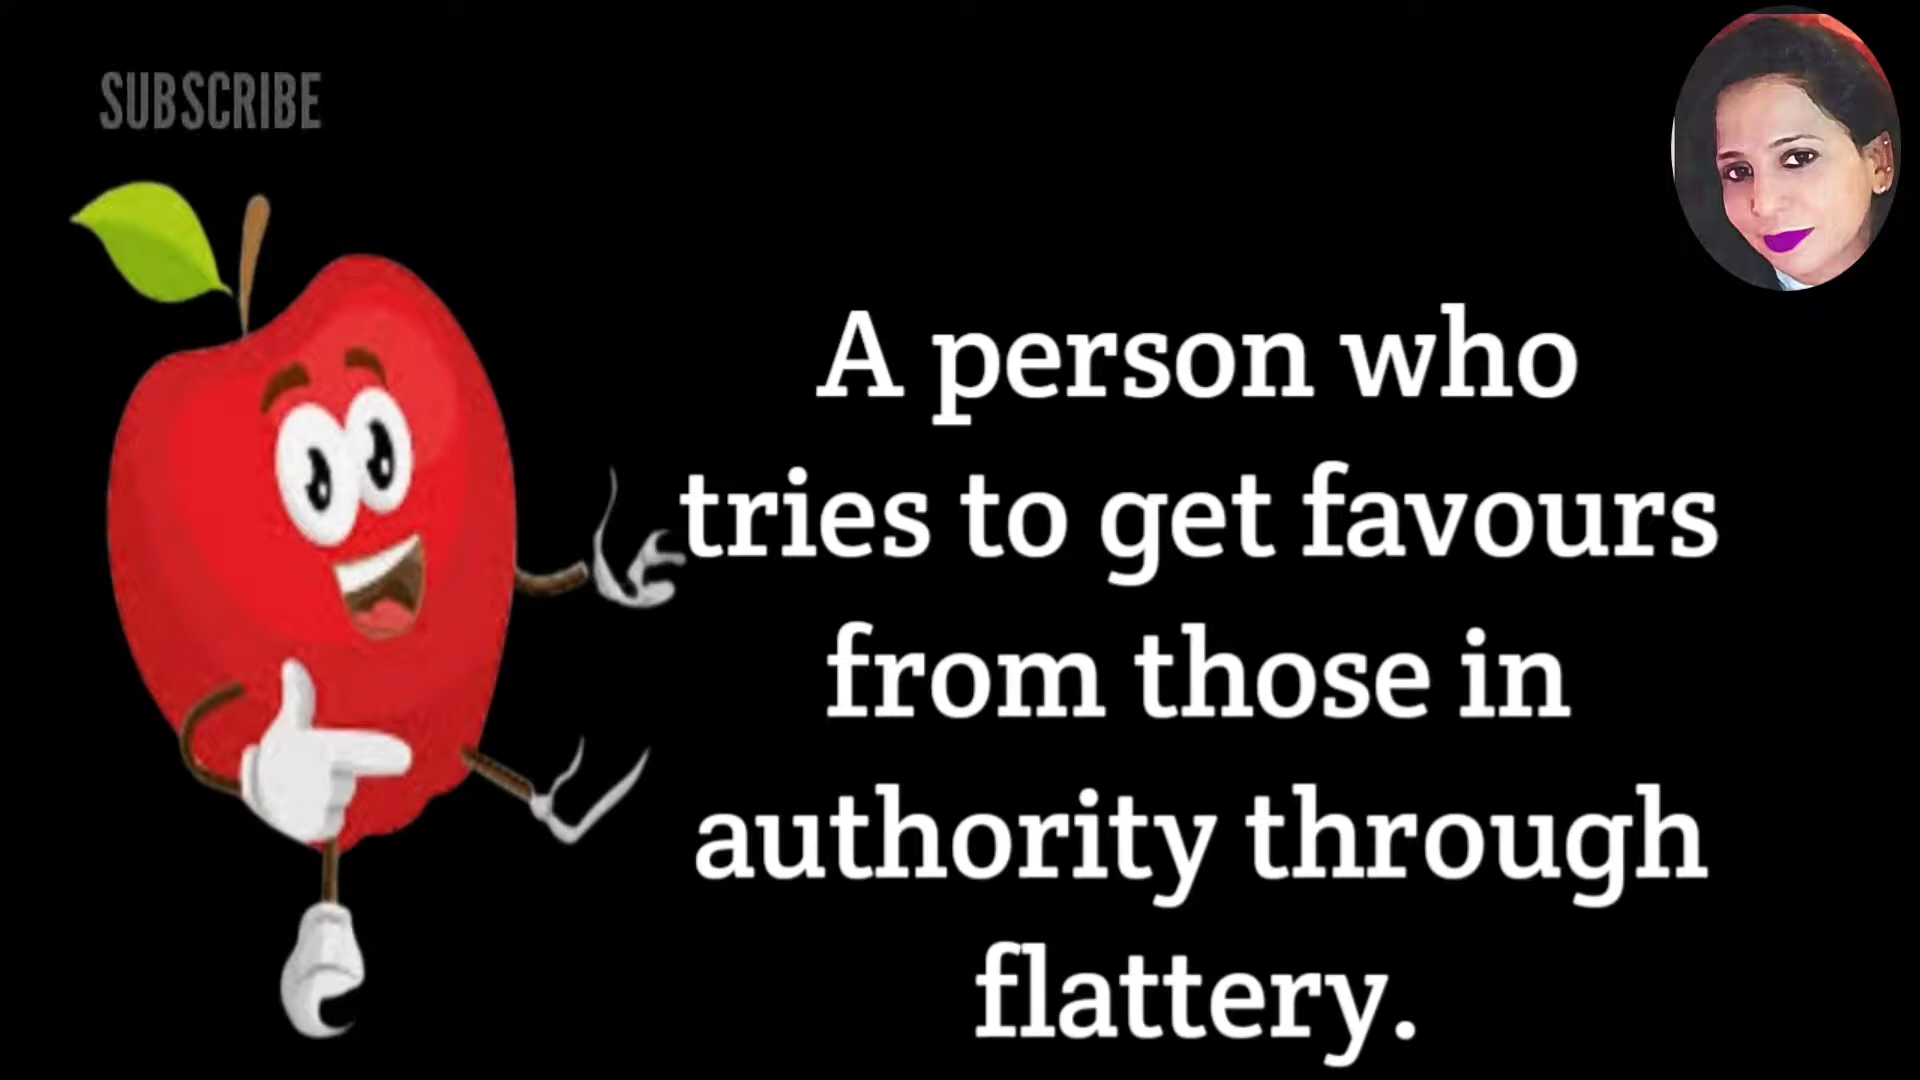 SUBSCRIBE
A person who
tries to get favours
from those in
authority through
flattery.